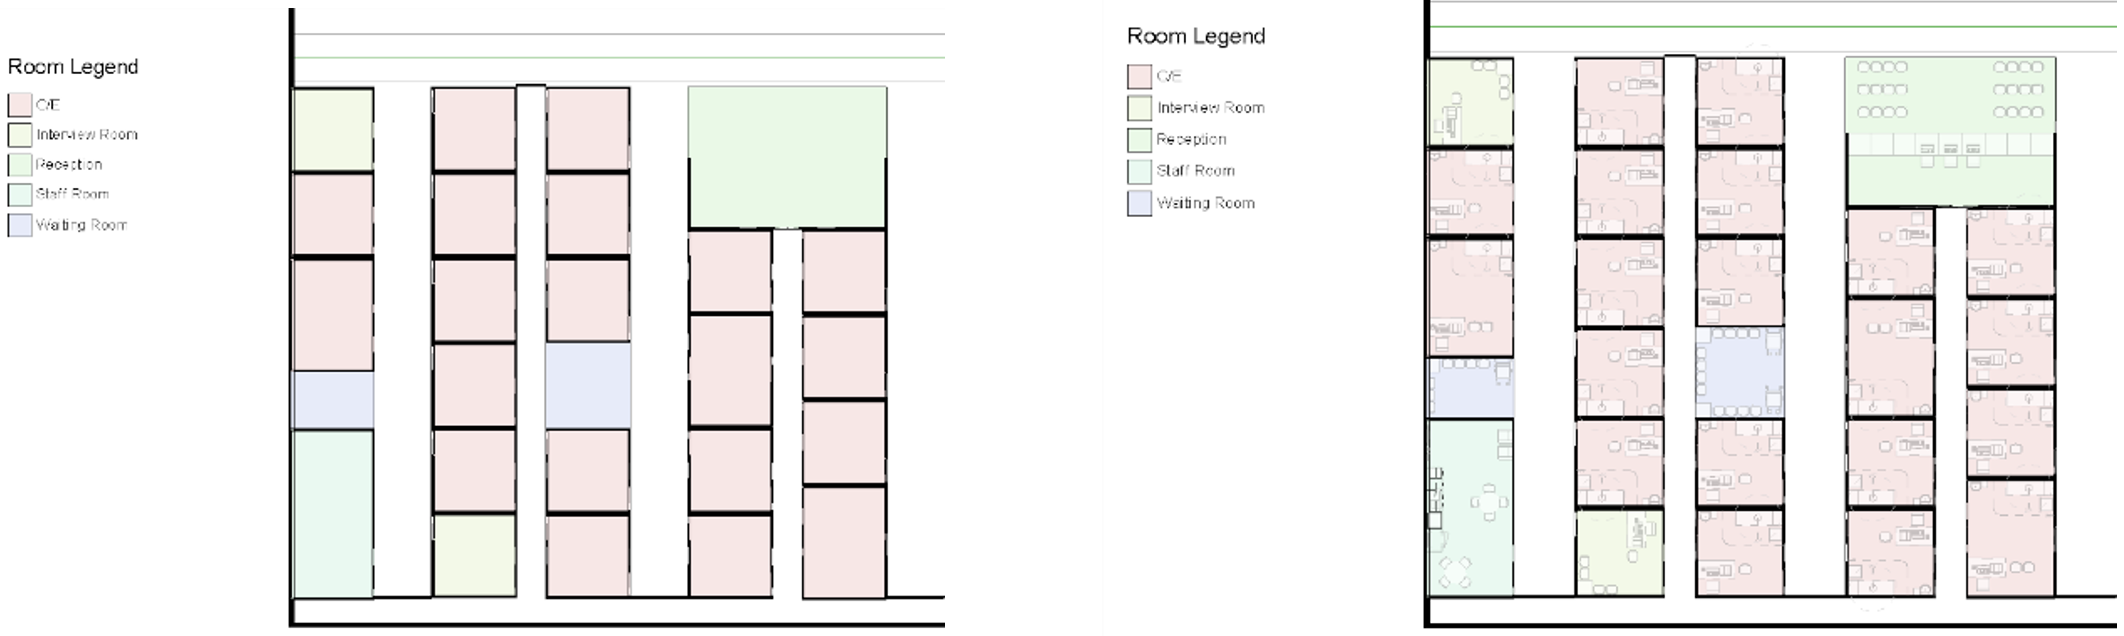 Room Legend
C/E
Interview Room
Reception
Staff Room
Waiting Room
Room Legend
C/E
Interview Room
Reception
Staff Room
Waiting Room